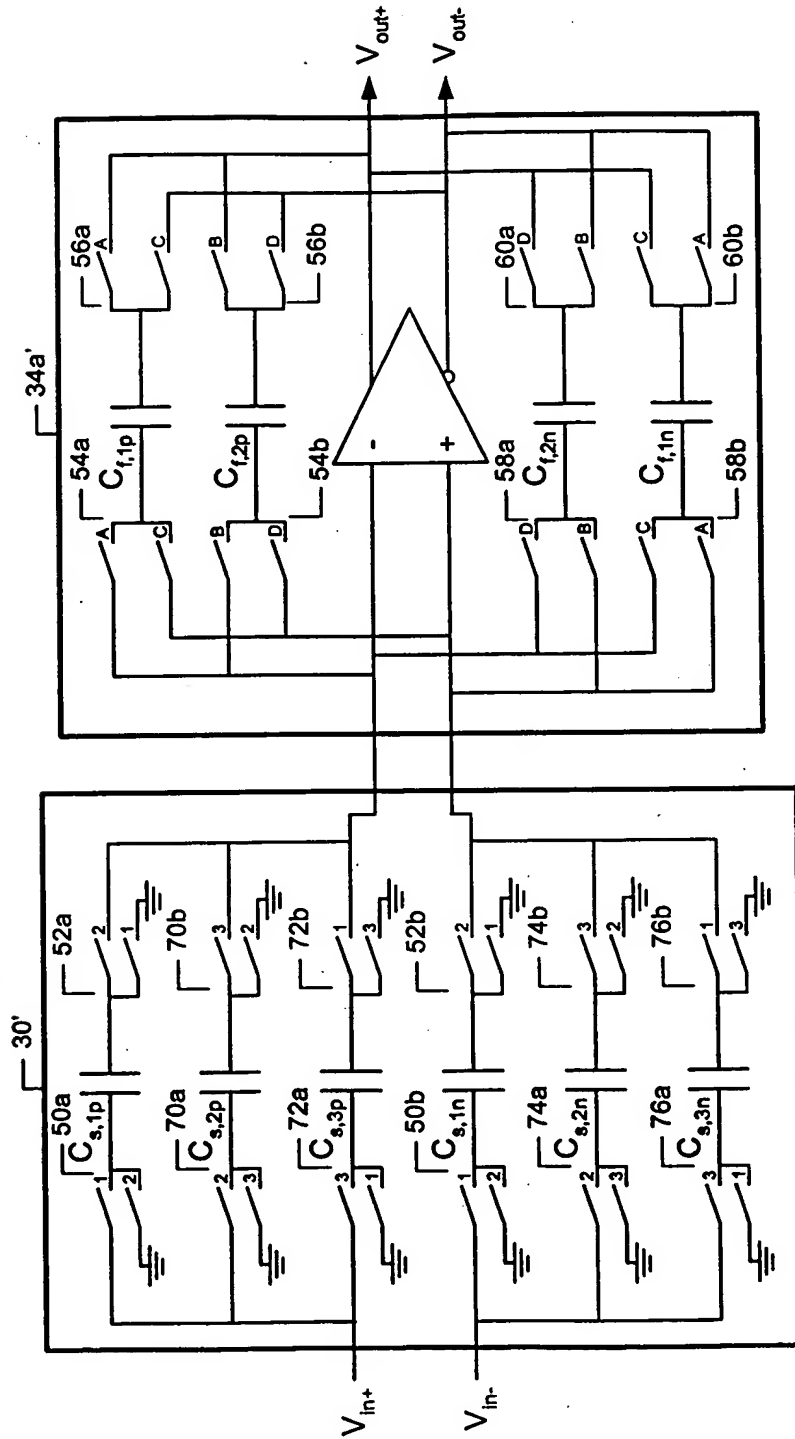 30'
34a'
50a
52a
1
2
C_s,1p
2
1
70a
70b
2
3
C_s,2p
3
2
72a
72b
3
1
C_s,3p
1
3
50b
52b
1
2
C_s,1n
2
1
74a
74b
2
3
C_s,2n
3
2
76a
76b
3
1
C_s,3n
1
3
V_in+
V_in-
54a
56a
A
C
C_f,1p
A
C
B
D
C_f,2p
B
D
54b
56b
-
+
58a
60a
D
B
C_f,2n
D
B
C
A
C_f,1n
C
A
58b
60b
V_out+
V_out-